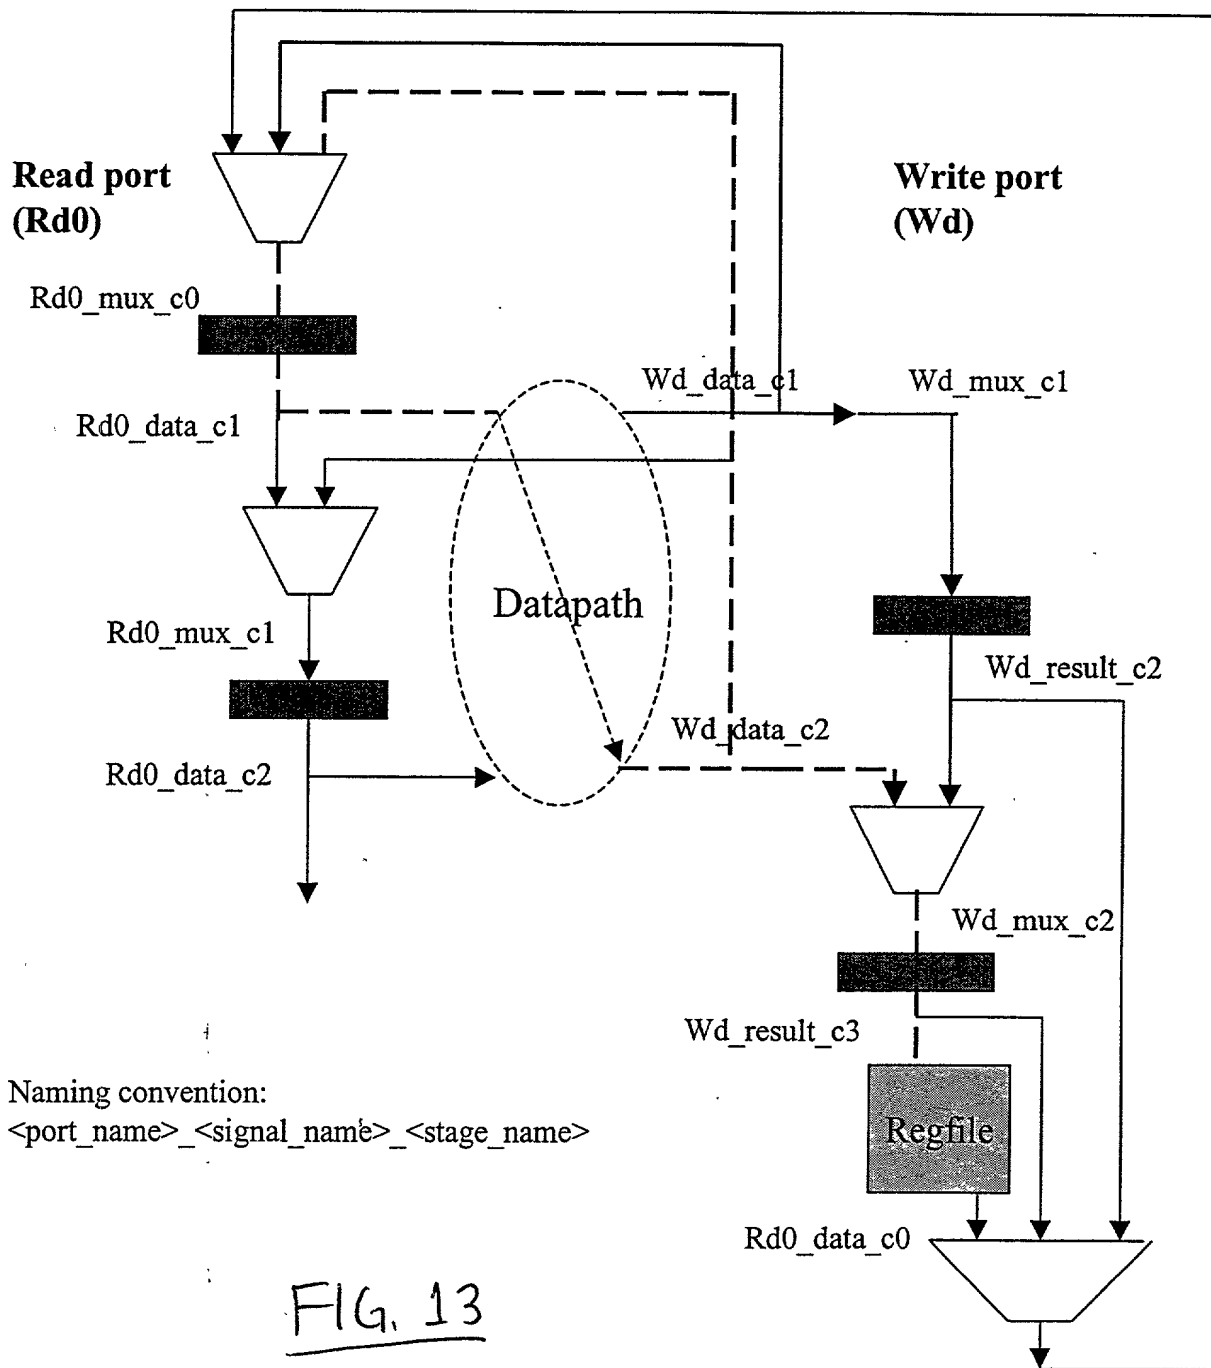 Read port
(Rd0)
Write port
(Wd)
Rd0_mux_c0
Wd_data_c1
Wd_mux_c1
Rd0_data_c1
Datapath
Rd0_mux_c1
Wd_result_c2
Wd_data_c2
Rd0_data_c2
Wd_mux_c2
Wd_result_c3
Naming convention:
<port_name>_<signal_name>_<stage_name>
Regfile
Rd0_data_c0
FIG. 13